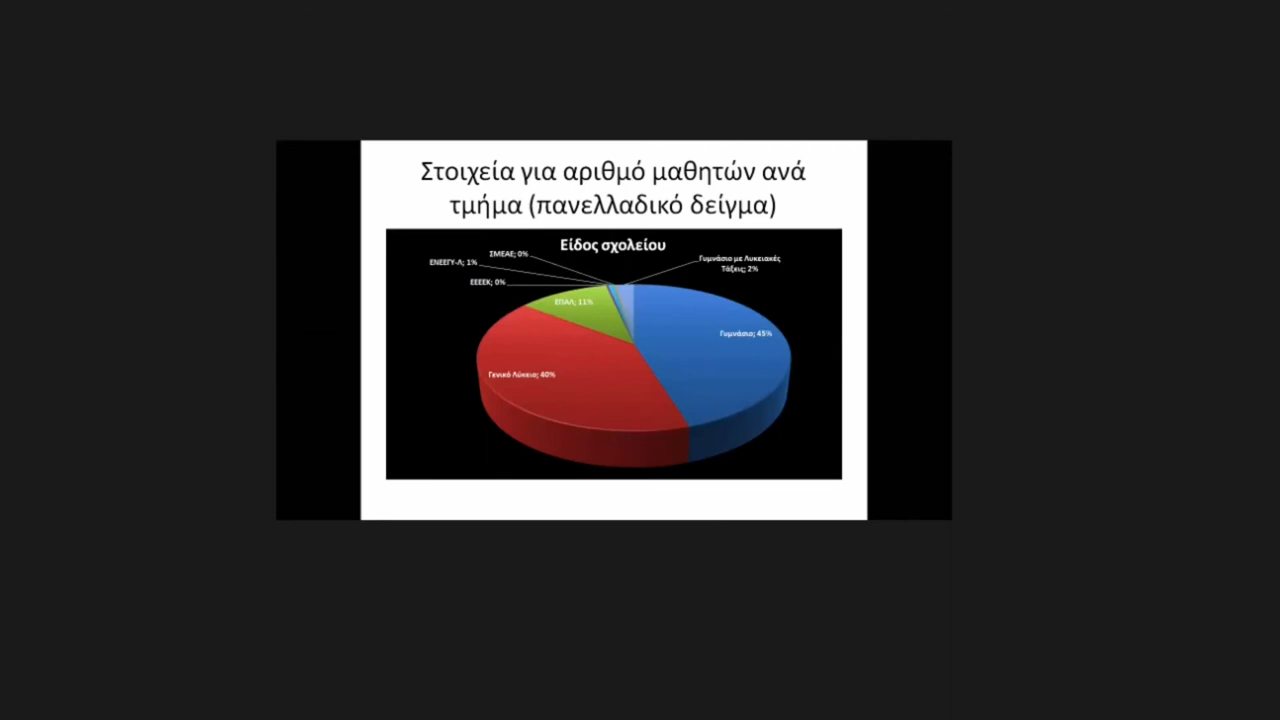 Στοιχεία για αριθμό μαθητών ανά
τμήμα (πανελλαδικό δείγμα)
Είδος σχολείου
ΣΜΕΑΕ; 0%
ΕΝΕΕΓΥ-Λ; 1%
ΕΕΕΕΚ; 0%
Γυμνάσιο με Λυκειακές
Τάξεις; 2%
ΕΠΑΛ; 11%
Γυμνάσιο; 45%
Γενικό Λύκειο; 40%